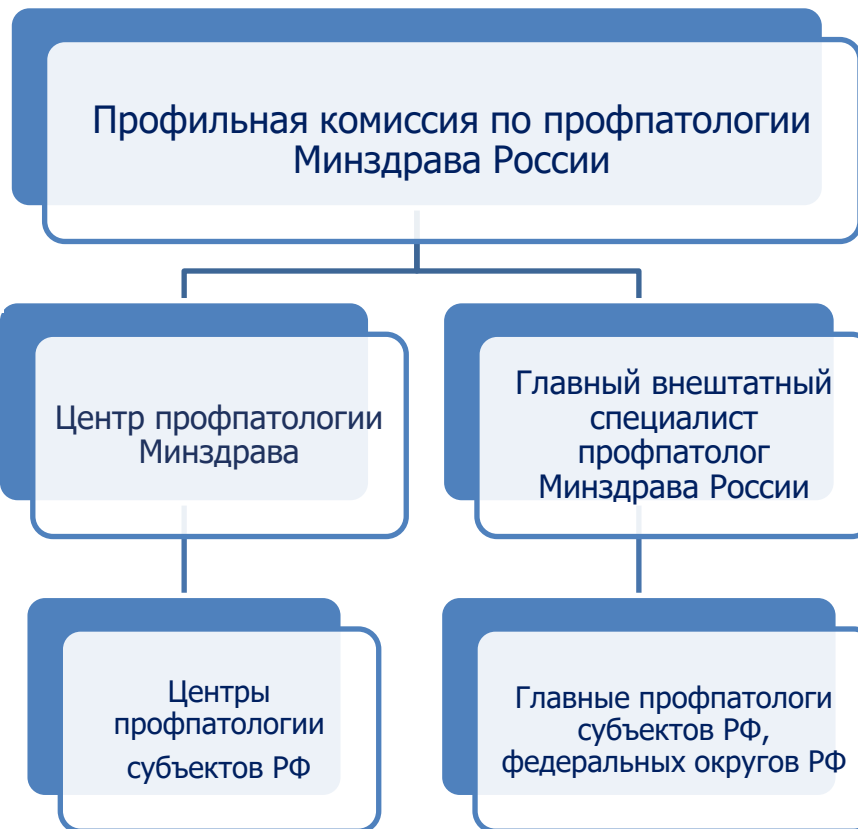 Профильная комиссия по профпатологии
Минздрава России
Центр профпатологии
Минздрава
Главный внештатный
специалист
профпатолог
Минздрава России
Центры
профпатологии
субъектов РФ
Главные профпатологи
субъектов РФ,
федеральных округов РФ